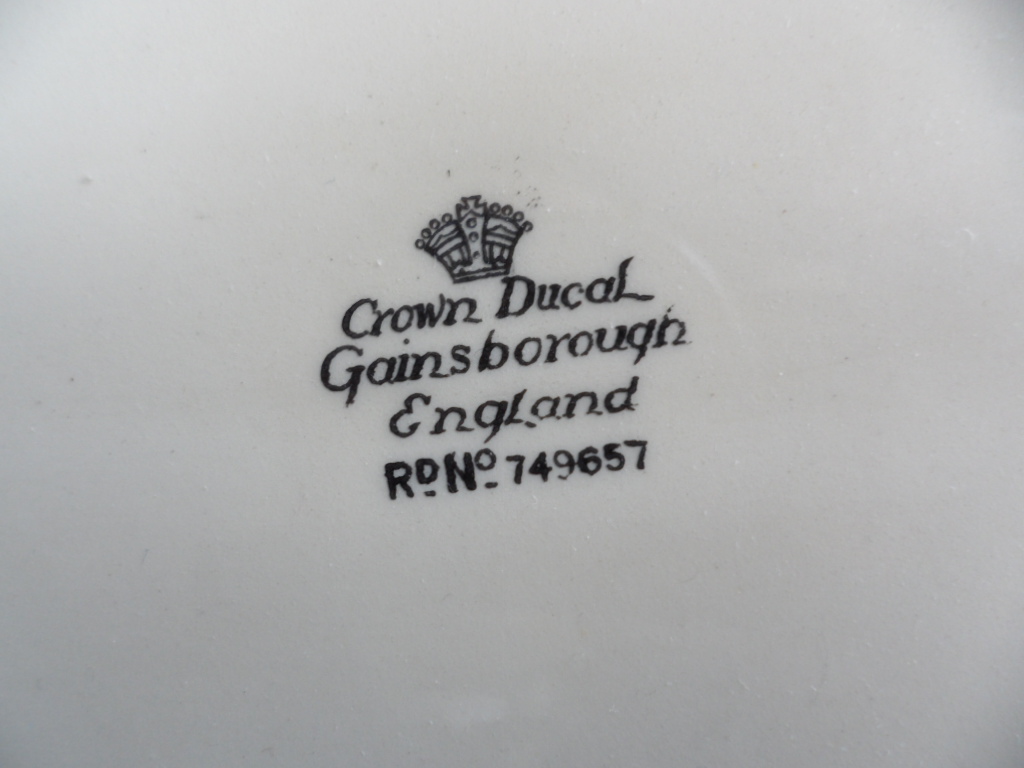 Crown Ducal
Gainsborough
England
Rᴰ Nº 749657